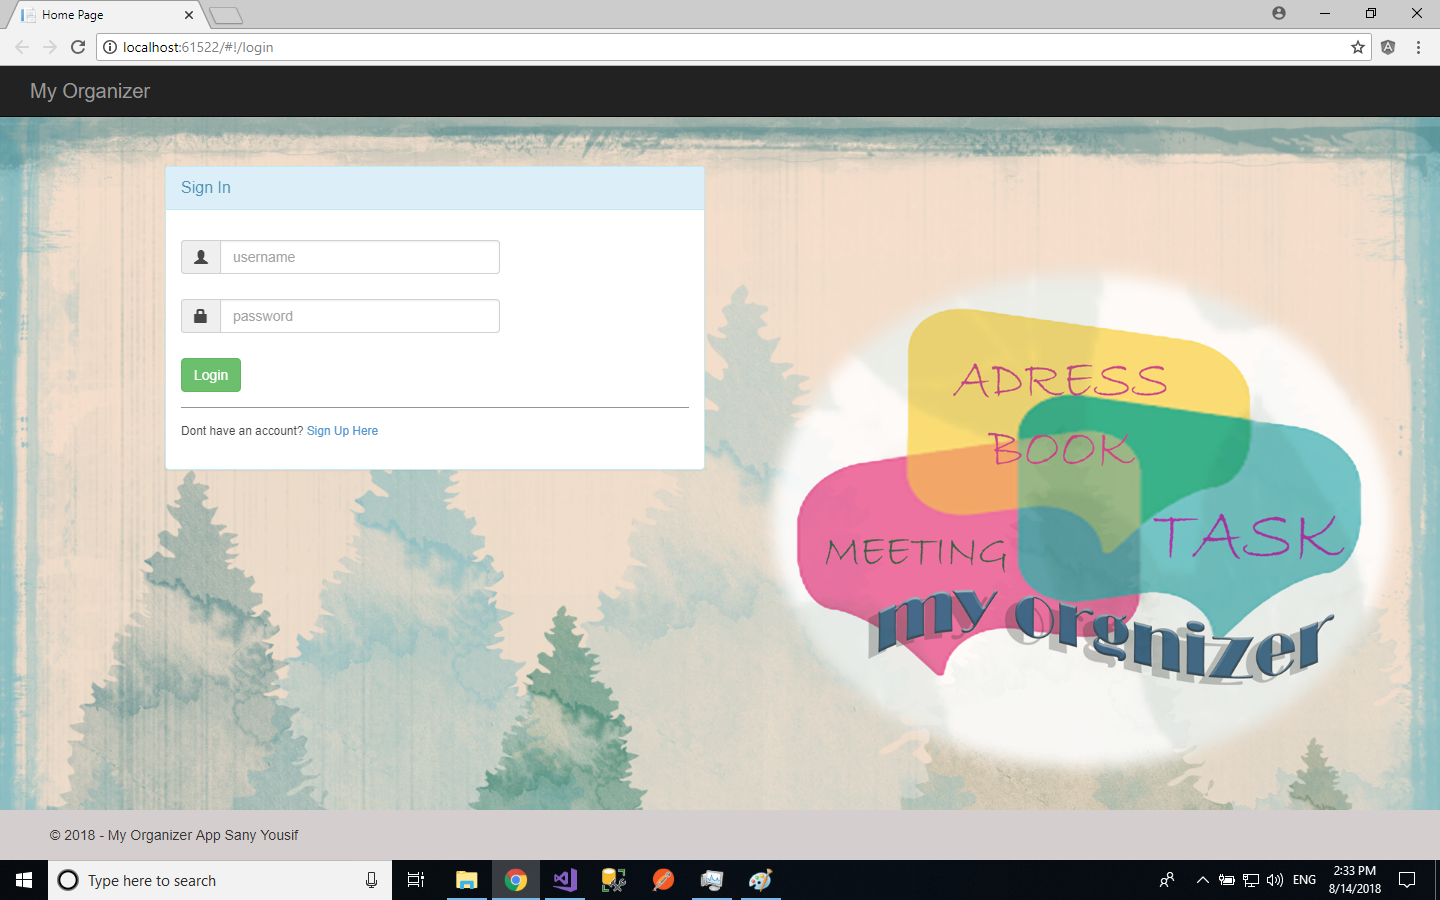 Home Page
localhost:61522/#!/login
My Organizer
Sign In
username
password
Login
Dont have an account? Sign Up Here
ADRESS
BOOK
MEETING
TASK
my orgnizer
© 2018 - My Organizer App Sany Yousif
Type here to search
ENG
2:33 PM
8/14/2018